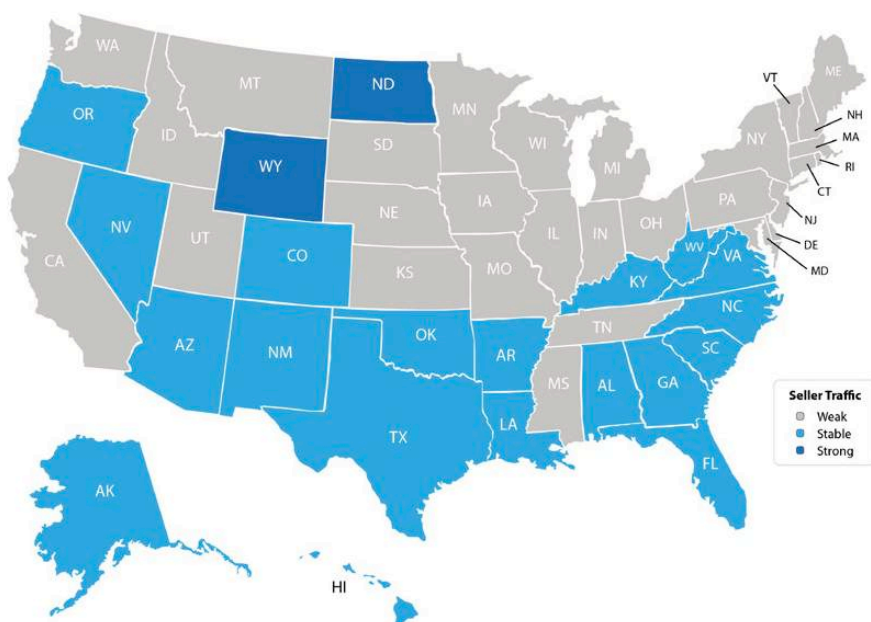 WA
MT
ND
MN
ME
VT
NH
MA
RI
CT
NJ
DE
MD
OR
ID
WY
SD
WI
MI
NY
PA
NV
UT
CO
NE
IA
IL
IN
OH
CA
KS
MO
KY
WV
VA
AZ
NM
OK
AR
TN
NC
SC
MS
AL
GA
TX
LA
FL
AK
HI
Seller Traffic
Weak
Stable
Strong